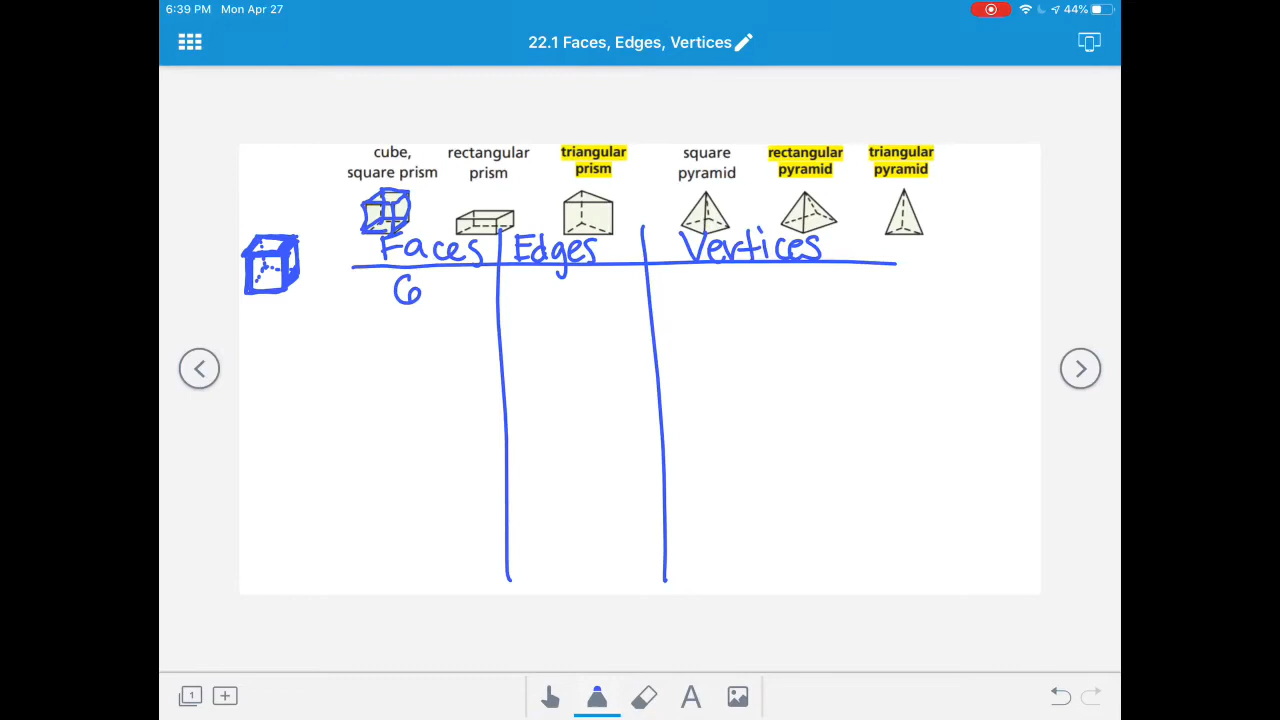 6:39 PM Mon Apr 27
44%
22.1 Faces, Edges, Vertices
cube, square prism
rectangular prism
triangular prism
square pyramid
rectangular pyramid
triangular pyramid
Faces Edges Vertices
6
1
A